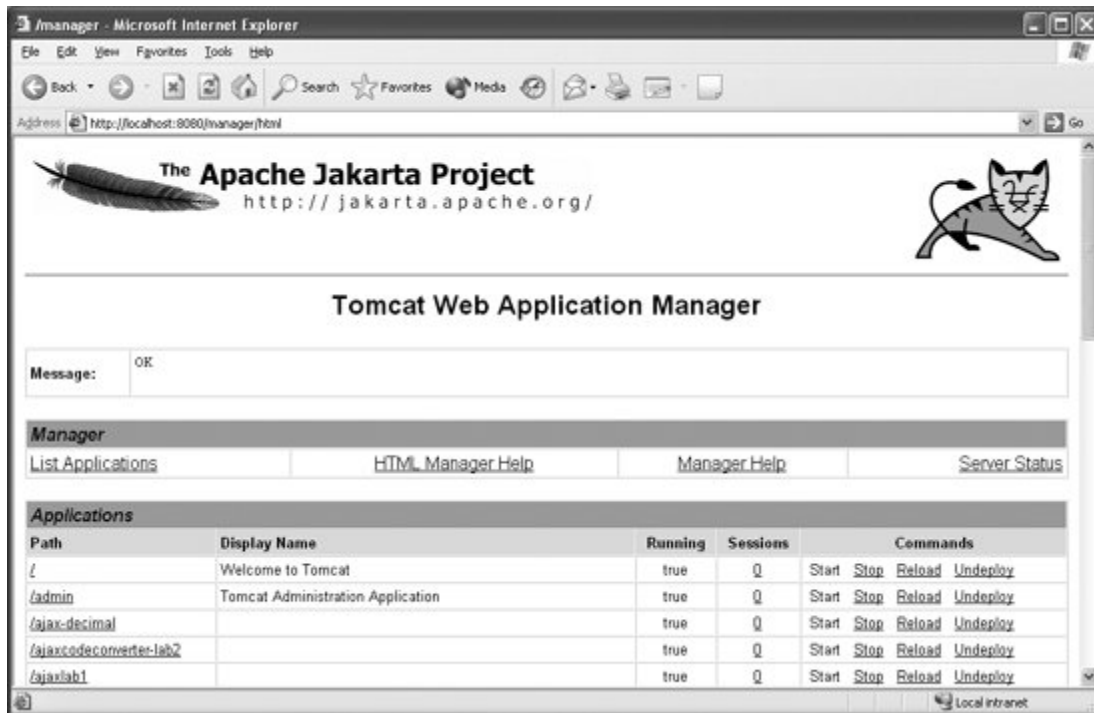 /manager - Microsoft Internet Explorer
File Edit View Favorites Tools Help
Back Search Favorites Media
Address http://localhost:8080/manager/html Go
The Apache Jakarta Project
http://jakarta.apache.org/
Tomcat Web Application Manager
Message: OK
Manager
List Applications HTML Manager Help Manager Help Server Status
Applications
Path Display Name Running Sessions Commands
/ Welcome to Tomcat true 0 Start Stop Reload Undeploy
/admin Tomcat Administration Application true 0 Start Stop Reload Undeploy
/ajax-decimal true 0 Start Stop Reload Undeploy
/ajaxcodeconverter-lab2 true 0 Start Stop Reload Undeploy
/ajaxlab1 true 0 Start Stop Reload Undeploy
Local intranet